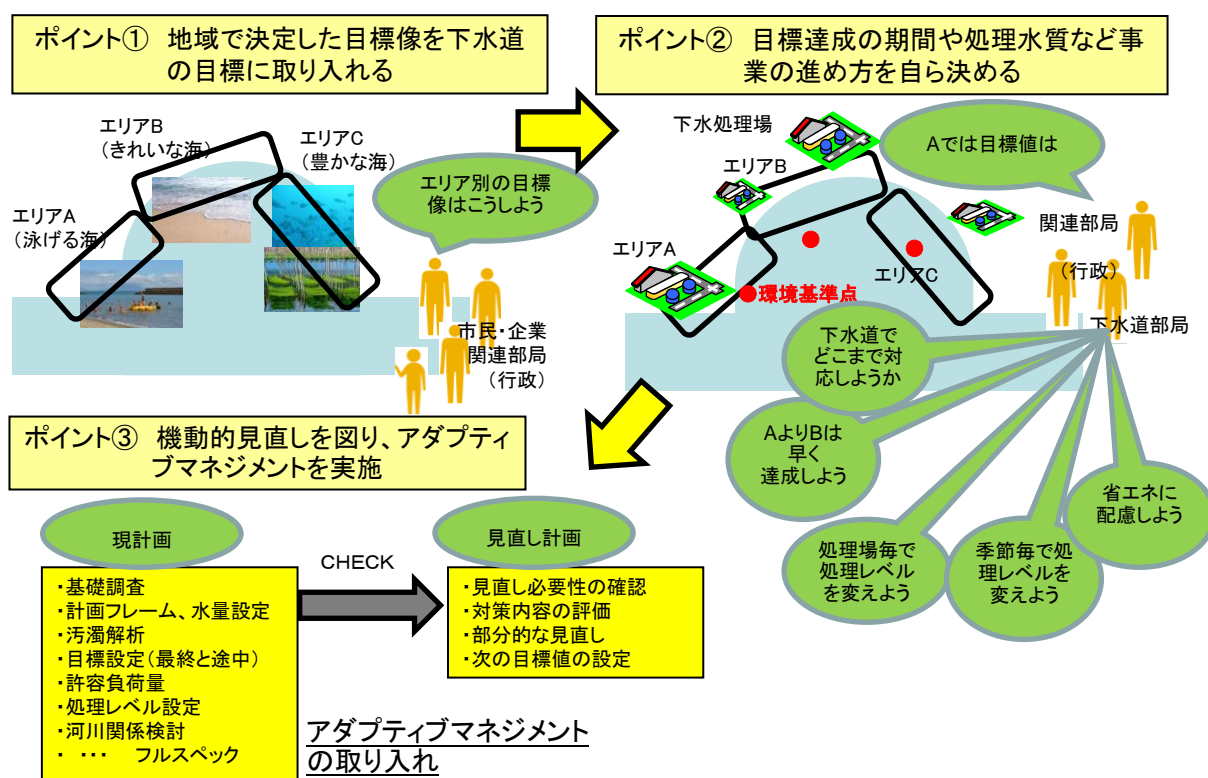 ポイント① 地域で決定した目標像を下水道
の目標に取り入れる
エリアB
(きれいな海)
エリアC
(豊かな海)
エリアA
(泳げる海)
エリア別の目標
像はこうしよう
市民・企業
関連部局
(行政)
ポイント② 目標達成の期間や処理水質など事
業の進め方を自ら決める
下水処理場
Aでは目標値は
エリアB
関連部局
(行政)
エリアA
エリアC
●環境基準点
下水道部局
下水道で
どこまで対
応しようか
AよりBは
早く
達成しよう
処理場毎で
処理レベル
を変えよう
季節毎で処
理レベルを
変えよう
省エネに
配慮しよう
ポイント③ 機動的見直しを図り、アダプティ
ブマネジメントを実施
現計画
・基礎調査
・計画フレーム、水量設定
・汚濁解析
・目標設定(最終と途中)
・許容負荷量
・処理レベル設定
・河川関係検討
・ ・・・ フルスペック
CHECK
見直し計画
・見直し必要性の確認
・対策内容の評価
・部分的な見直し
・次の目標値の設定
アダプティブマネジメント
の取り入れ